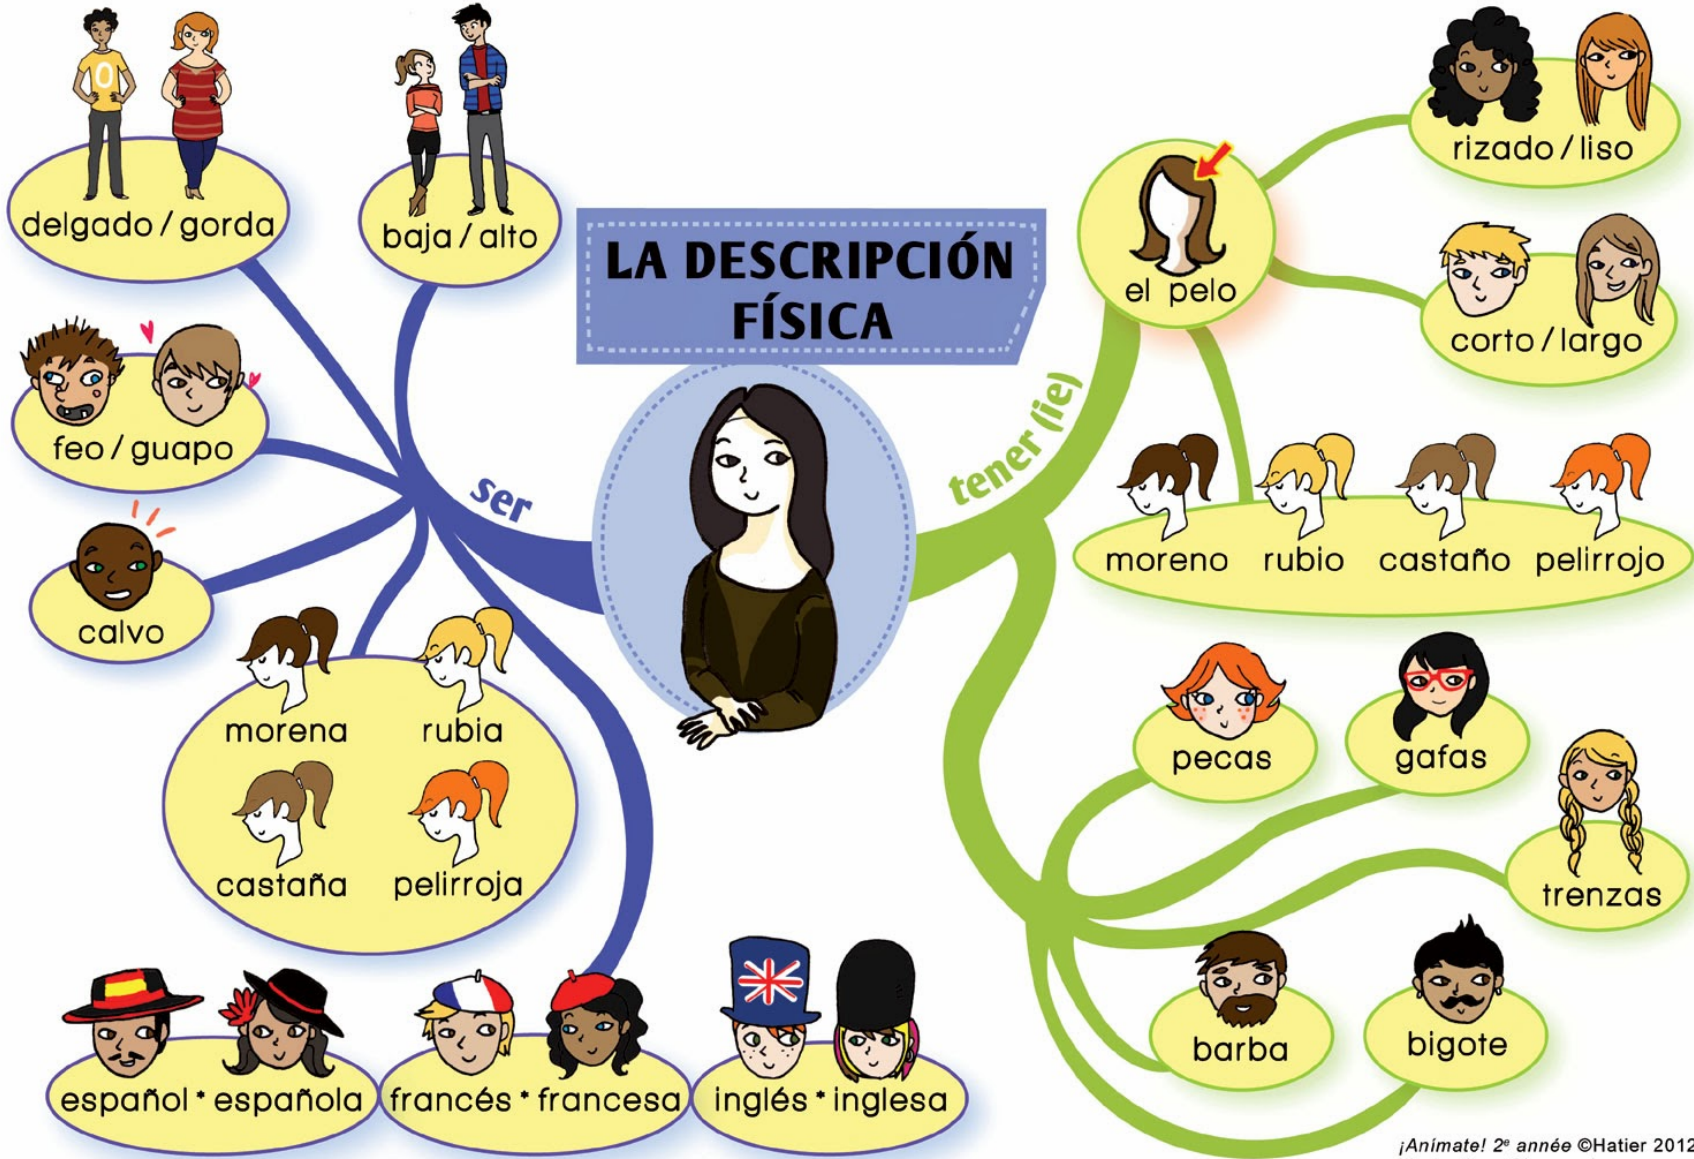 LA DESCRIPCIÓN
FÍSICA
ser
delgado / gorda
baja / alto
feo / guapo
calvo
morena
rubia
castaña
pelirroja
español * española
francés * francesa
inglés * inglesa
tener (ie)
el pelo
rizado / liso
corto / largo
moreno rubio castaño pelirrojo
pecas
gafas
trenzas
barba
bigote
¡Anímate! 2e année ©Hatier 2012